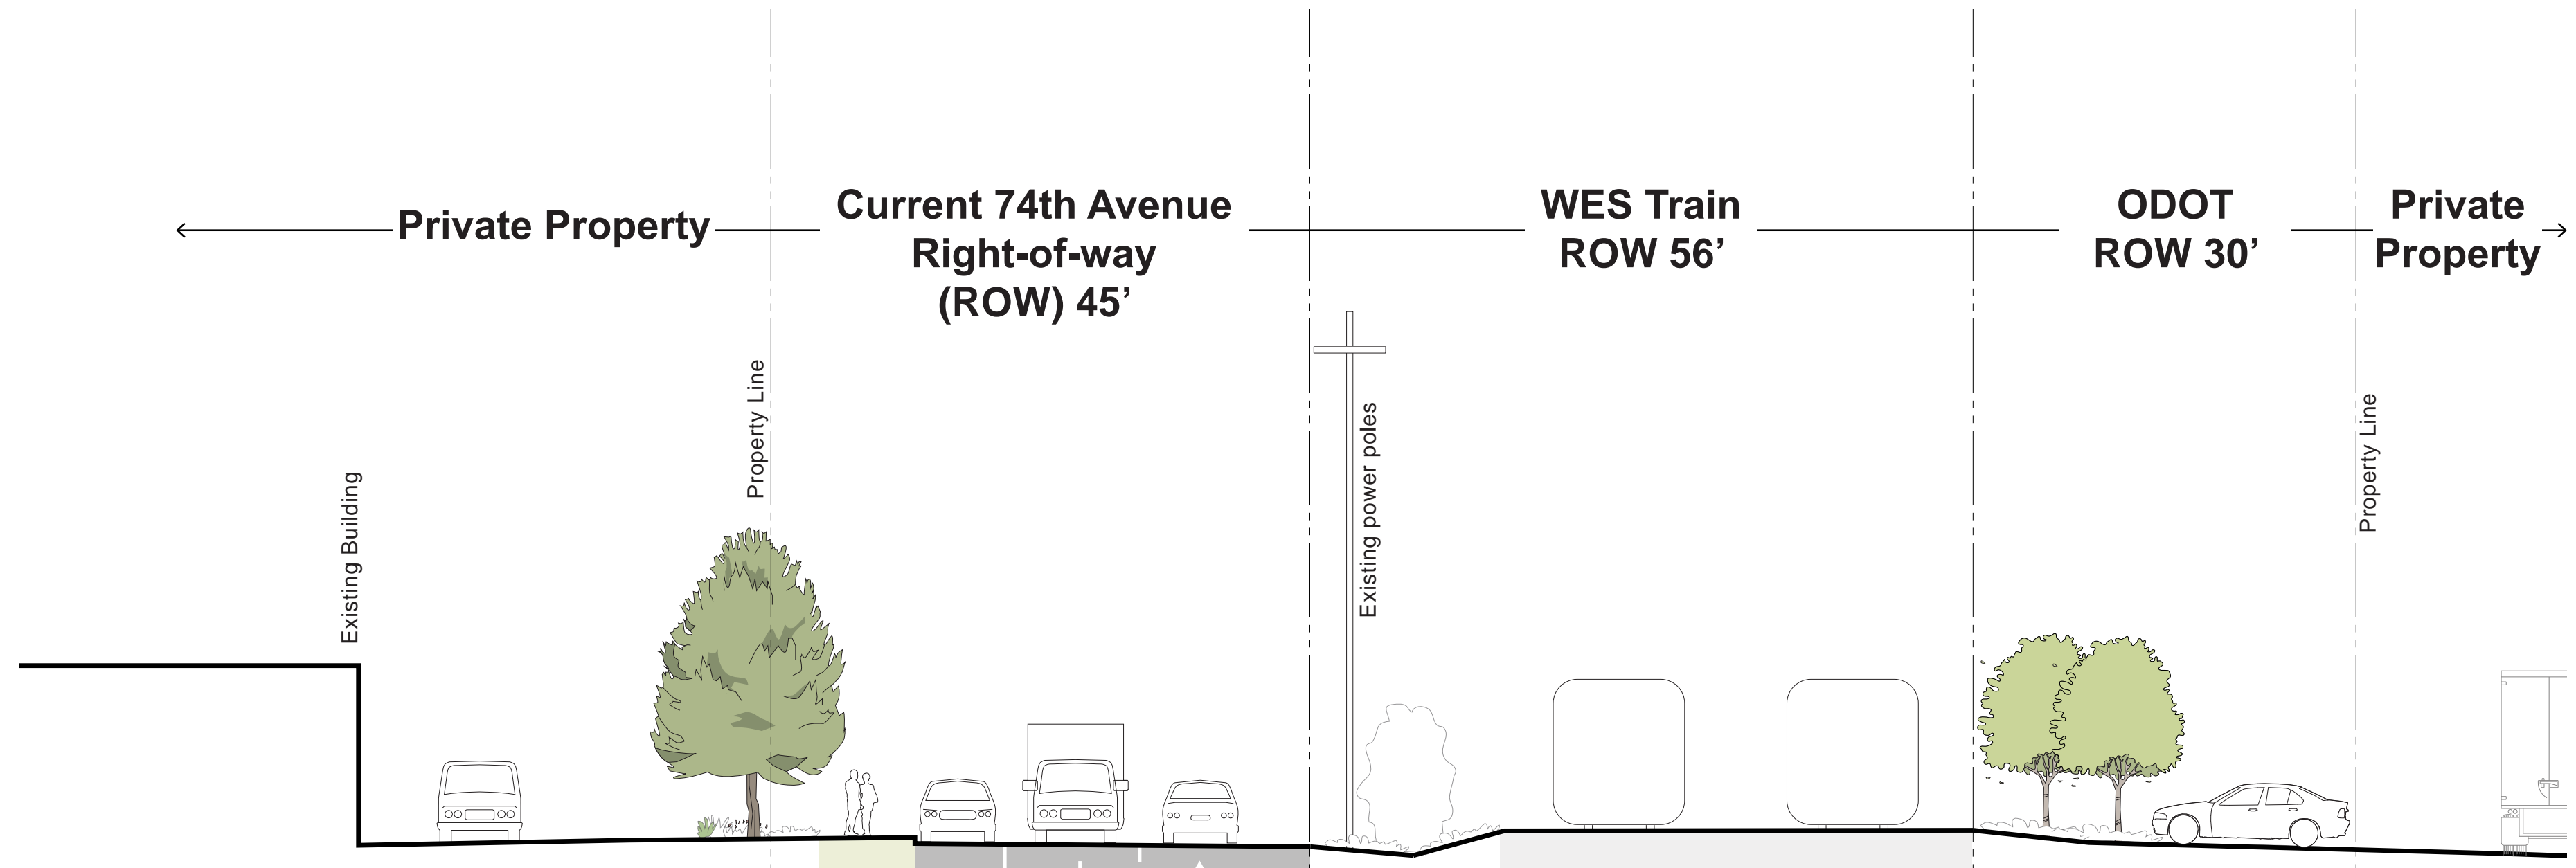 Private Property
Current 74th Avenue
Right-of-way
(ROW) 45’
WES Train
ROW 56’
ODOT
ROW 30’
Private
Property
Existing Building
Property Line
Existing power poles
Property Line